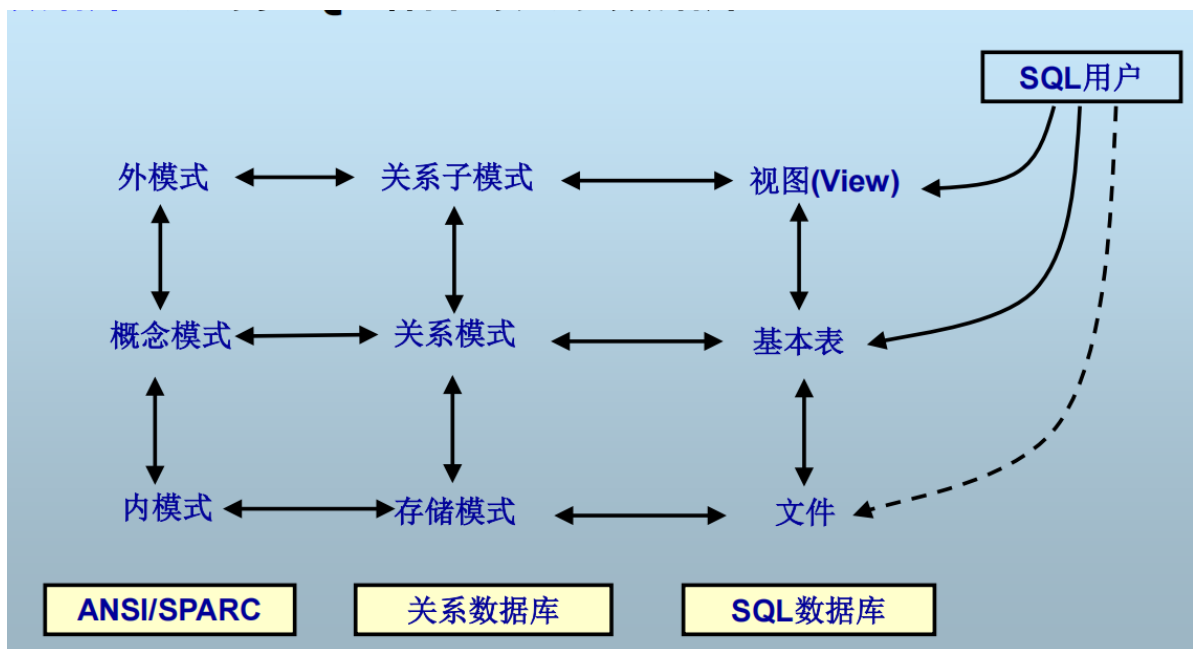 SQL用户
外模式
关系子模式
视图(View)
概念模式
关系模式
基本表
内模式
存储模式
文件
ANSI/SPARC
关系数据库
SQL数据库